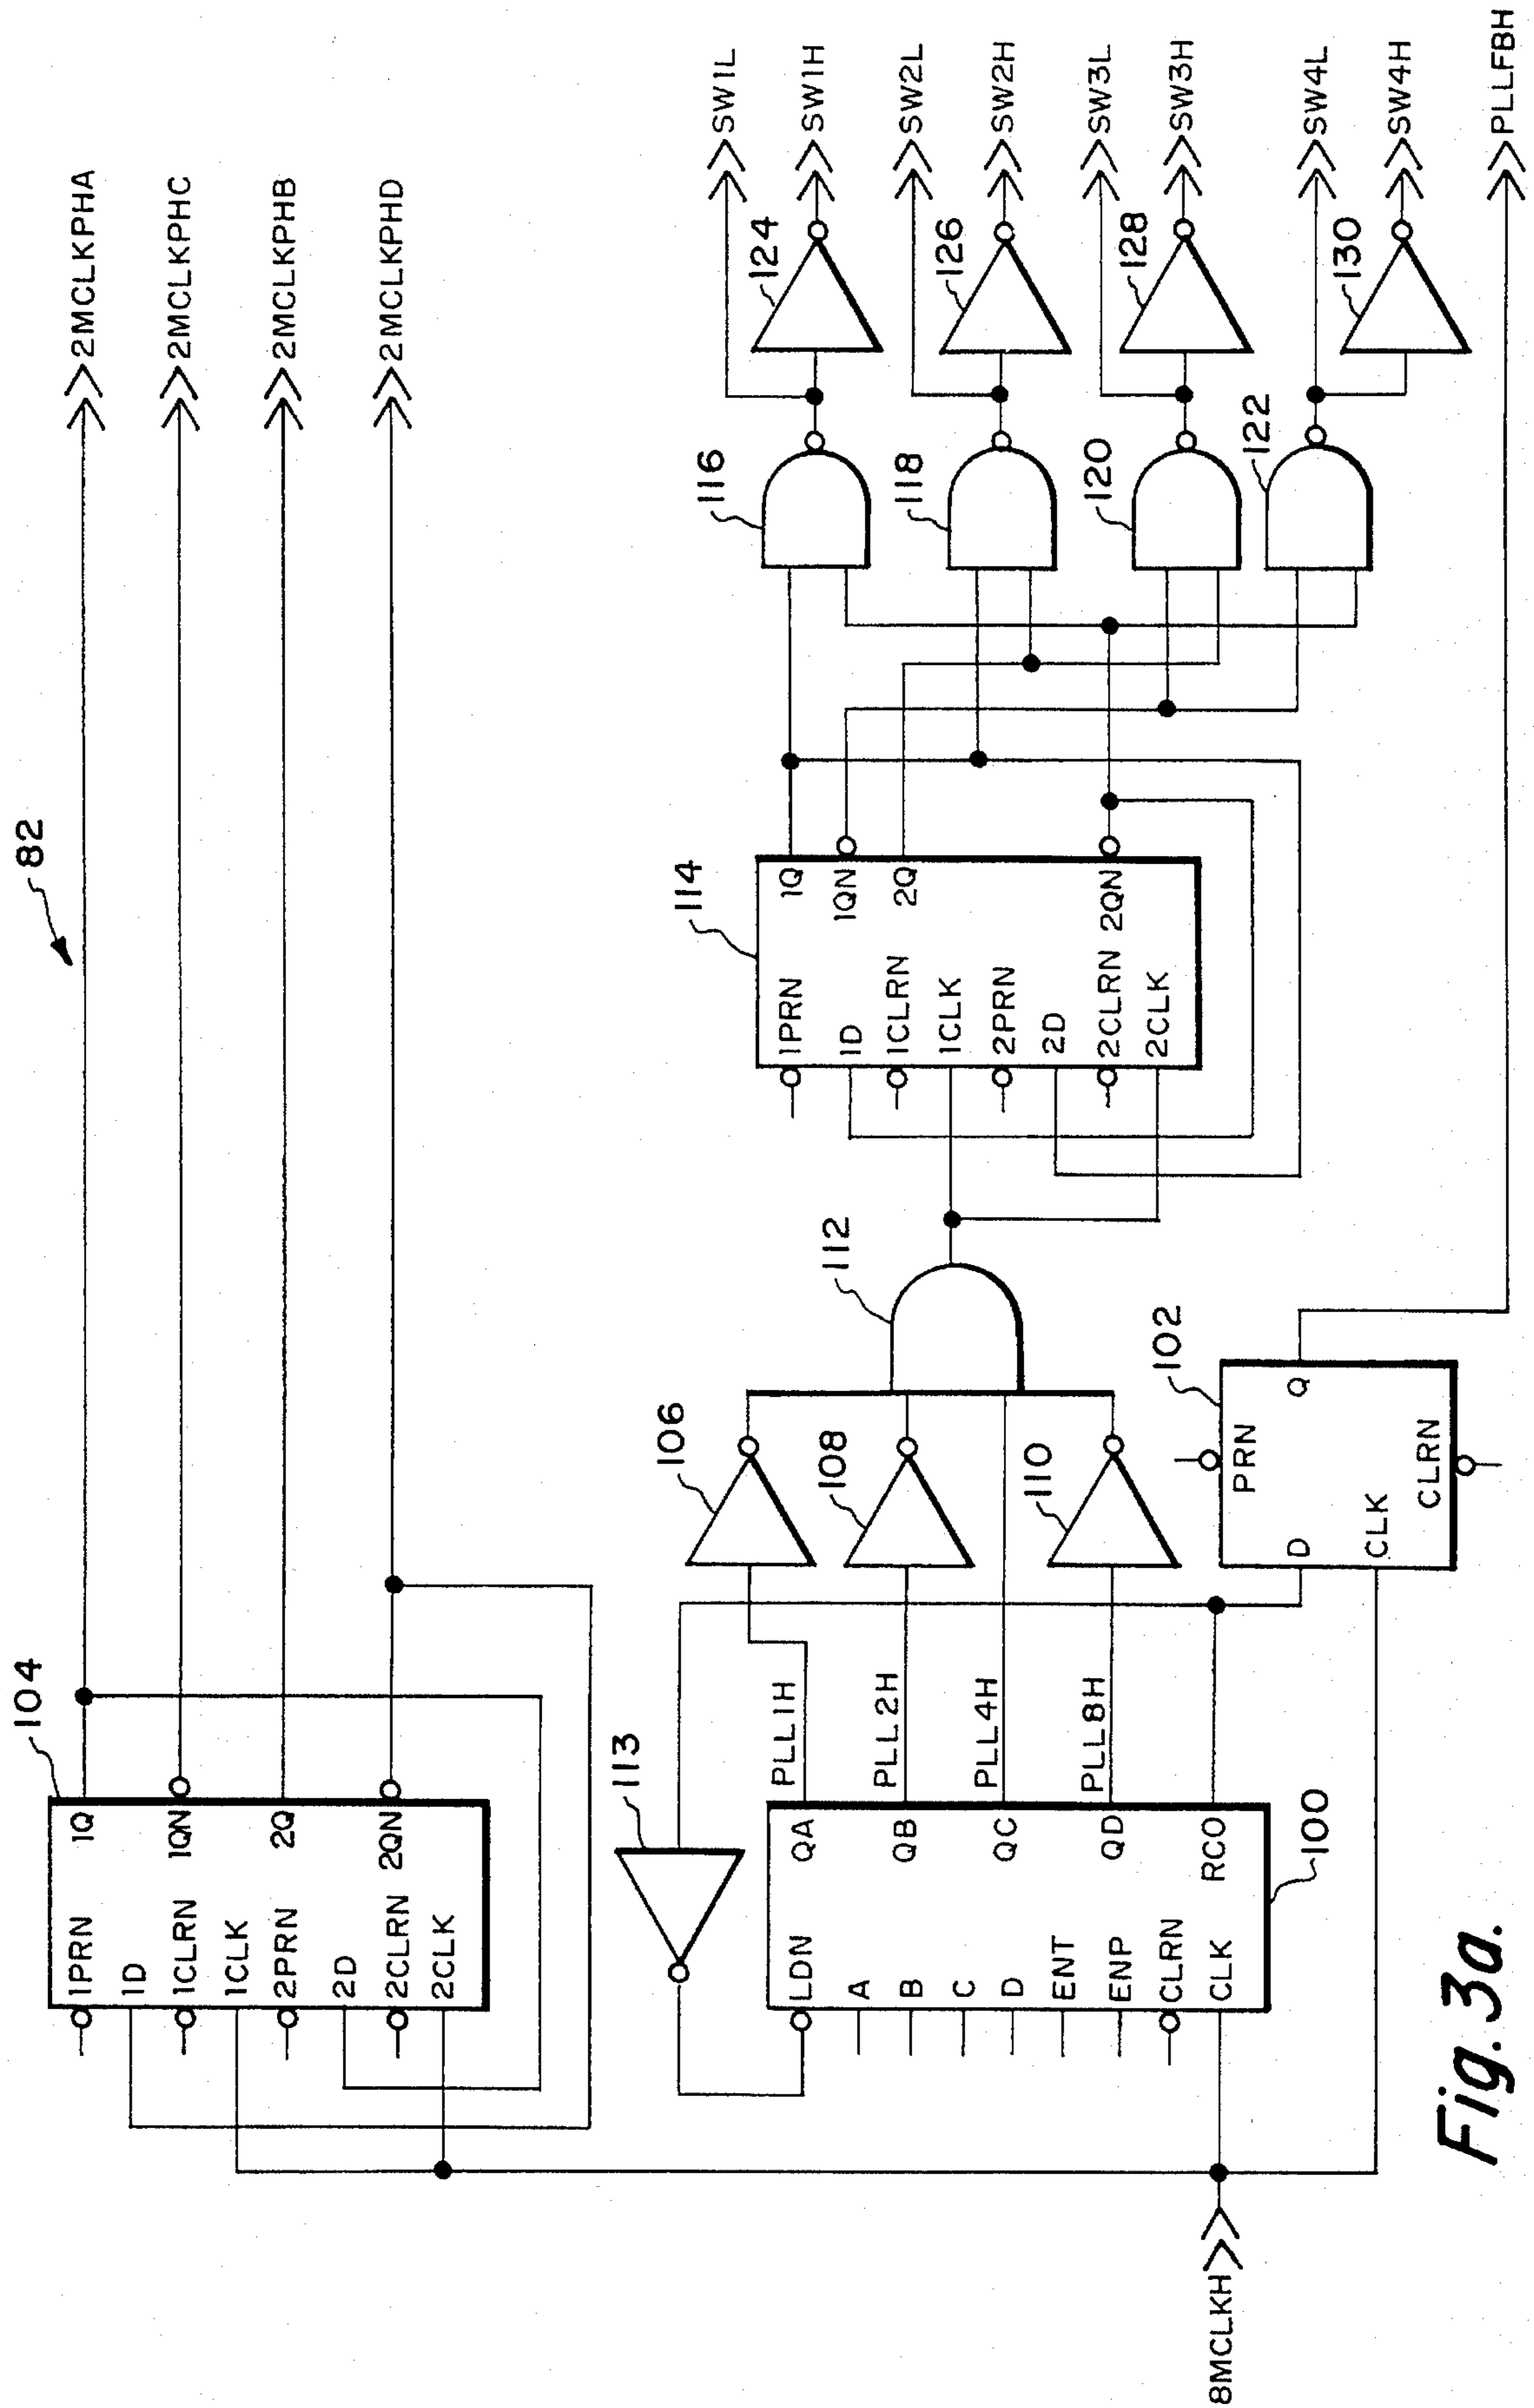 82
2MCLKPHA
2MCLKPHC
2MCLKPHB
2MCLKPHD
104
1PRN
1D
1CLRN
1CLK
2PRN
2D
2CLRN
2CLK
1Q
1QN
2Q
2QN
113
LDN
A
B
C
D
ENT
ENP
CLRN
CLK
QA
QB
QC
QD
RCO
100
8MCLKH
PLL1H
PLL2H
PLL4H
PLL8H
106
108
110
112
102
PRN
D
Q
CLK
CLRN
114
1PRN
1D
1CLRN
1CLK
2PRN
2D
2CLRN
2CLK
1Q
1QN
2Q
2QN
116
118
120
122
124
126
128
130
SW1L
SW1H
SW2L
SW2H
SW3L
SW3H
SW4L
SW4H
PLLFBH
Fig. 3a.